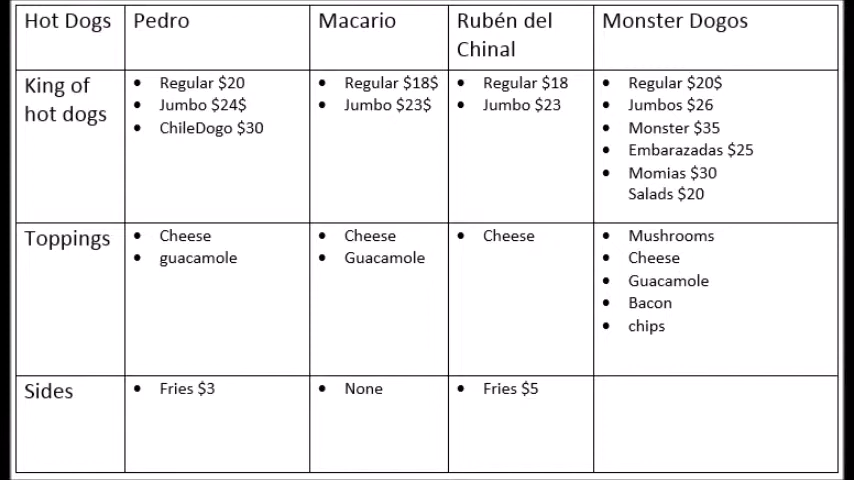 Hot Dogs
Pedro
Macario
Rubén del
Chinal
Monster Dogos
King of
hot dogs
• Regular $20
• Jumbo $24$
• ChileDogo $30
• Regular $18$
• Jumbo $23$
• Regular $18
• Jumbo $23
• Regular $20$
• Jumbos $26
• Monster $35
• Embarazadas $25
• Momias $30
Salads $20
Toppings
• Cheese
• guacamole
• Cheese
• Guacamole
• Cheese
• Mushrooms
• Cheese
• Guacamole
• Bacon
• chips
Sides
• Fries $3
• None
• Fries $5